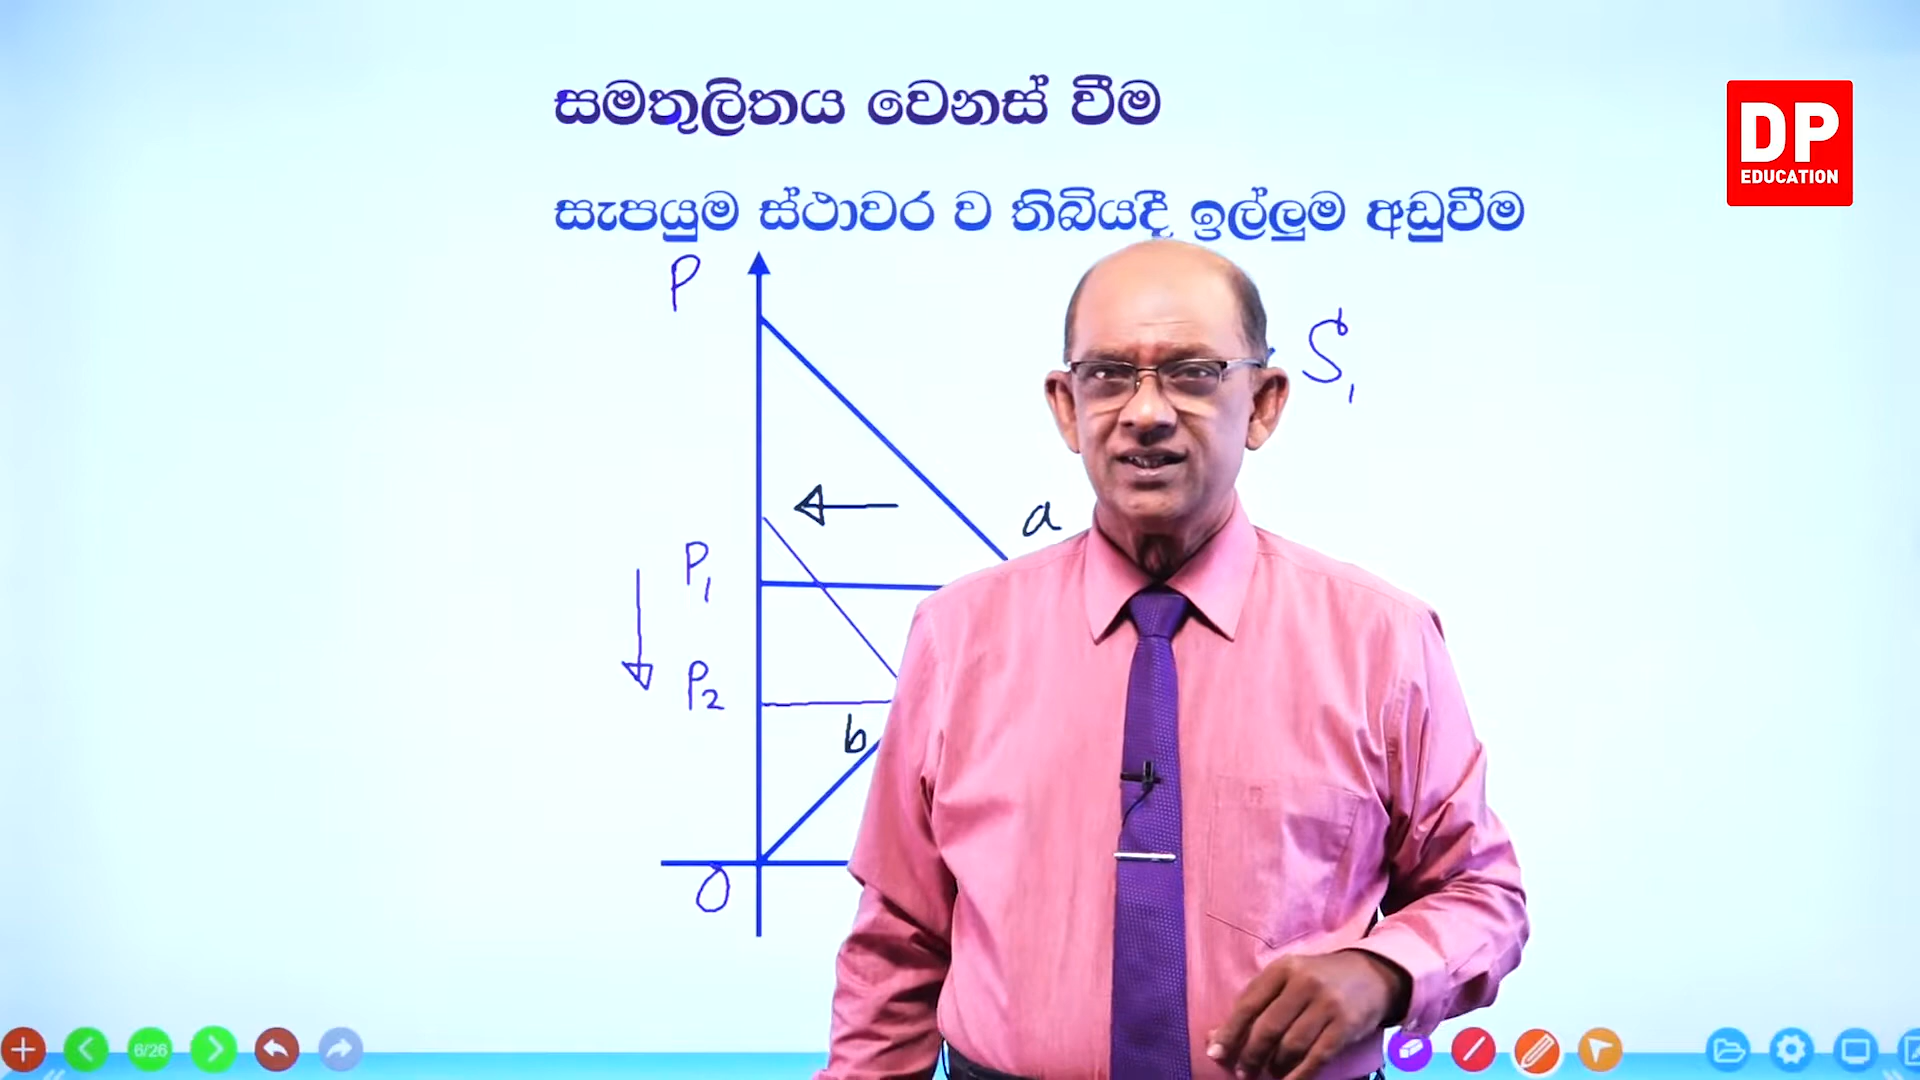 සමතුලිතය වෙනස් වීම
DP
EDUCATION
සැපයුම ස්ථාවර ව තිබියදී ඉල්ලුම අඩුවීම
P
S₁
a
P₁
P₂
b
O
6/26